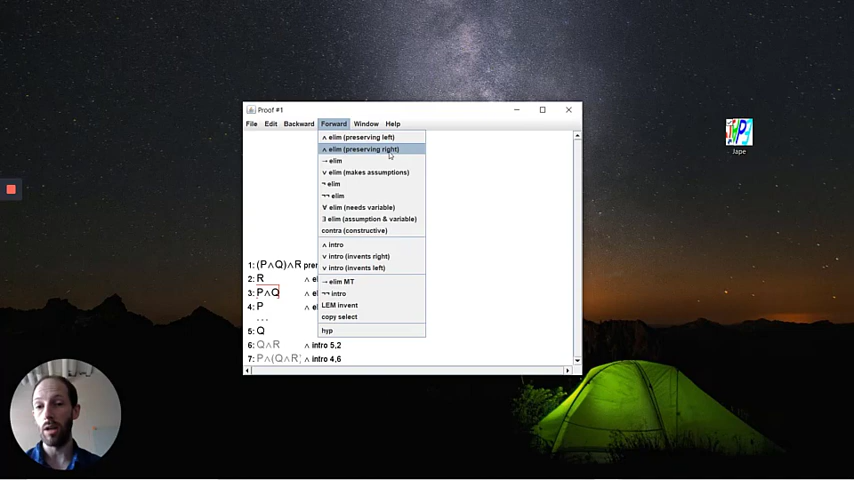 Proof #1
File Edit Backward Forward Window Help
∧ elim (preserving left)
∧ elim (preserving right)
→ elim
∨ elim (makes assumptions)
¬ elim
¬¬ elim
∀ elim (needs variable)
∃ elim (assumption & variable)
contra (constructive)
∧ intro
∨ intro (invents right)
∨ intro (invents left)
→ elim MT
¬¬ intro
LEM invent
copy select
hyp
1: (P∧Q)∧R
2: R ∧
3: P∧Q ∧
4: P ∧
...
5: Q
6: Q∧R ∧ intro 5,2
7: P∧(Q∧R) ∧ intro 4,6
Jape